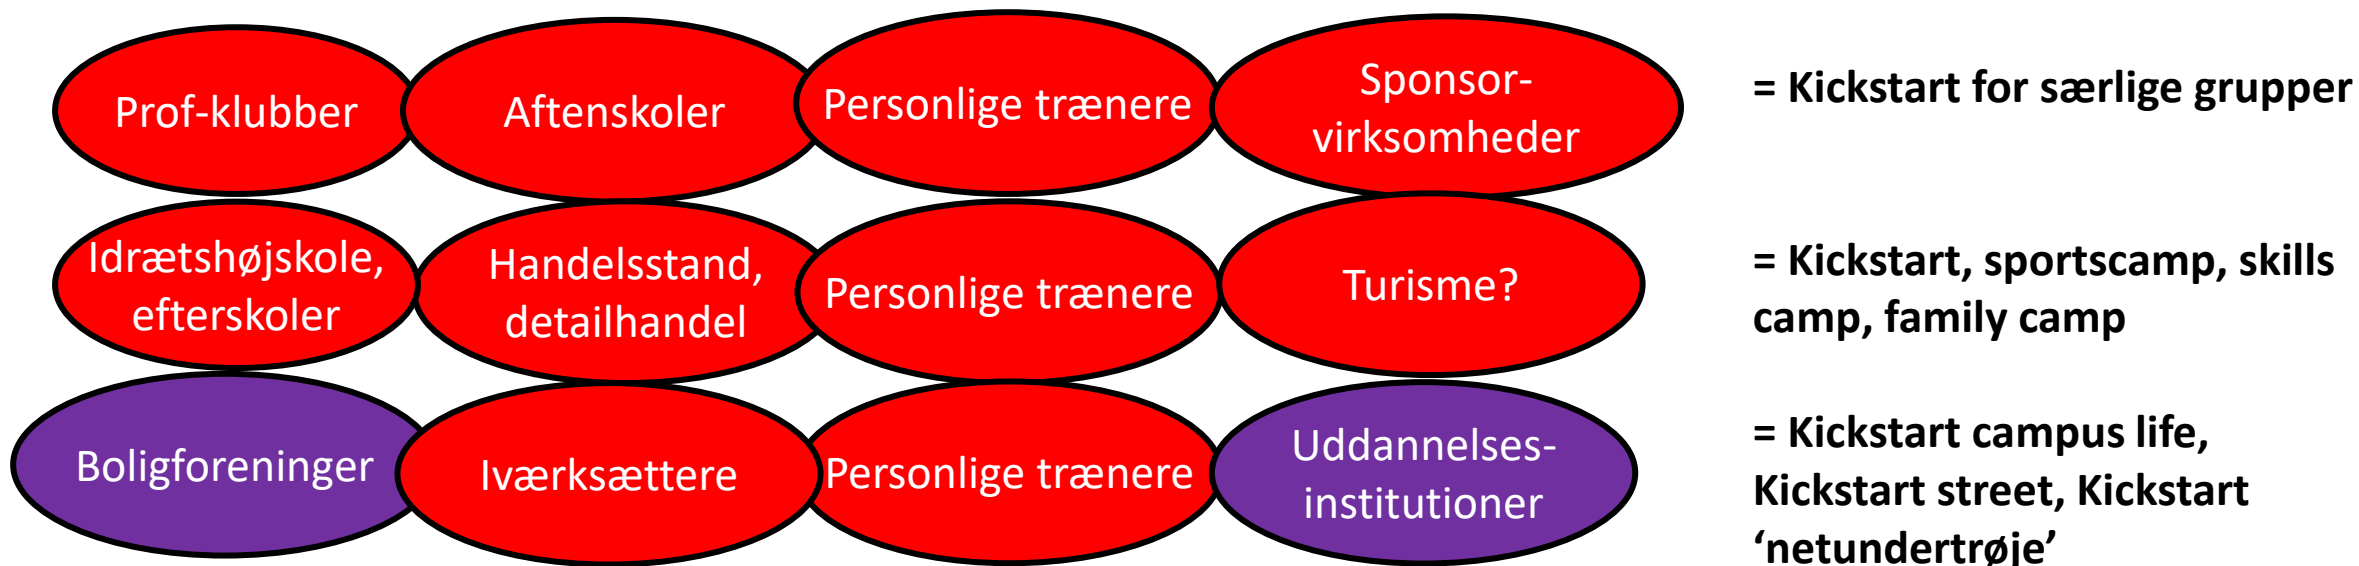 Prof-klubber
Aftenskoler
Personlige trænere
Sponsor-
virksomheder
= Kickstart for særlige grupper
Idrætshøjskole,
efterskoler
Handelsstand,
detailhandel
Personlige trænere
Turisme?
= Kickstart, sportscamp, skills
camp, family camp
Boligforeninger
Iværksættere
Personlige trænere
Uddannelses-
institutioner
= Kickstart campus life,
Kickstart street, Kickstart
‘netundertrøje’